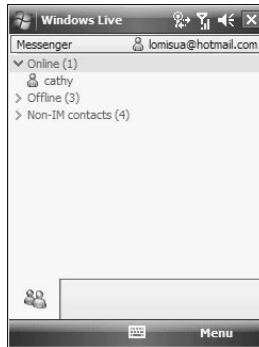 Windows Live
Messenger lomisua@hotmail.com
Online (1)
cathy
Offline (3)
Non-IM contacts (4)
Menu